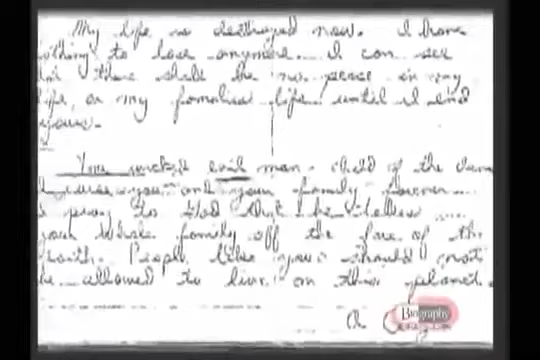 My life is destroyed now. I have
nothing to lose anymore. I can see
that there shall be no peace in my
life, or my families life until I end
yours.
You wicked evil man. child of the
I curse you and your family forever....
I pray to God that he
your whole family off the face of the
earth. People like you should not
be allowed to live on this planet.
A
Biography